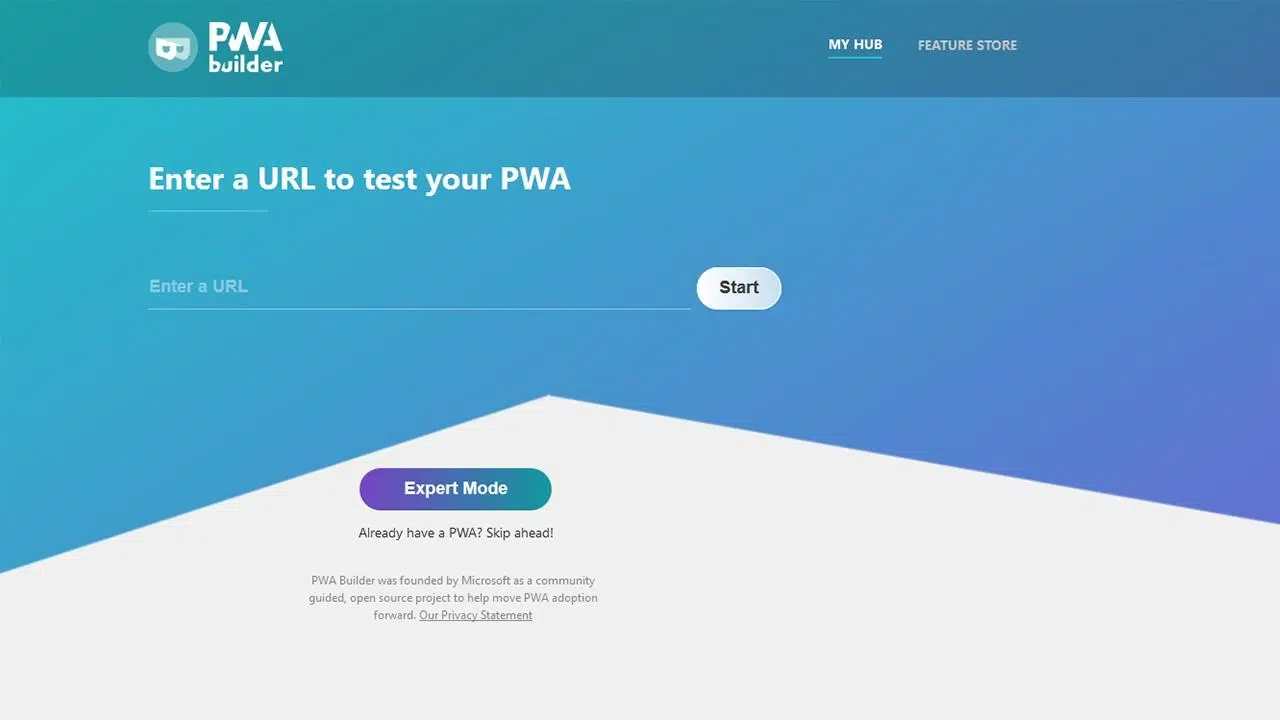 PWA
builder
MY HUB
FEATURE STORE
Enter a URL to test your PWA
Enter a URL
Start
Expert Mode
Already have a PWA? Skip ahead!
PWA Builder was founded by Microsoft as a community
guided, open source project to help move PWA adoption
forward. Our Privacy Statement